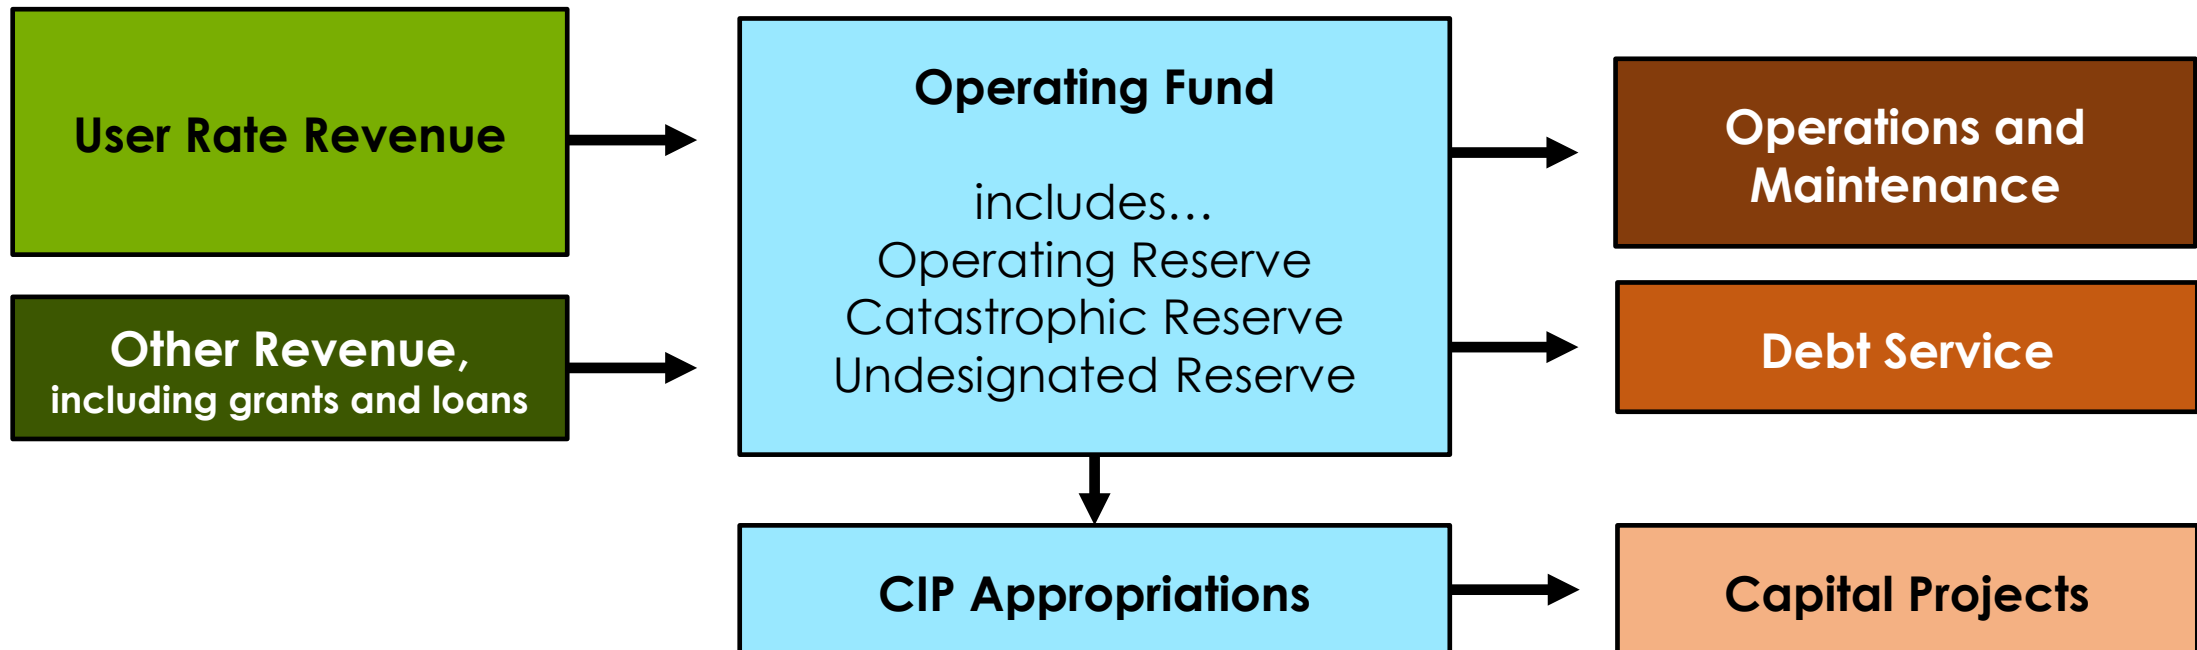 User Rate Revenue
Other Revenue,
including grants and loans
Operating Fund
includes…
Operating Reserve
Catastrophic Reserve
Undesignated Reserve
CIP Appropriations
Operations and
Maintenance
Debt Service
Capital Projects